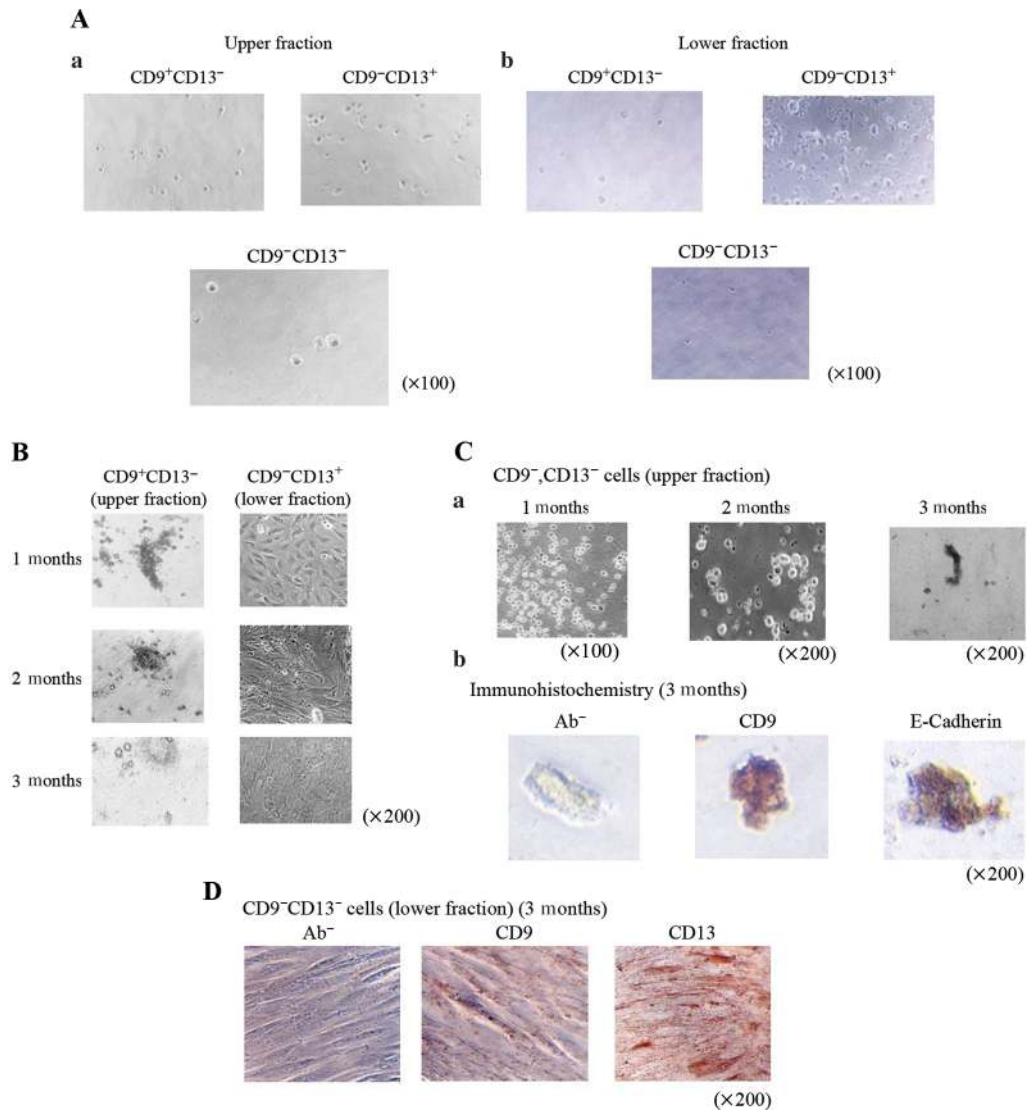 A
Upper fraction
Lower fraction
a
b
CD9⁺CD13⁻
CD9⁻CD13⁺
CD9⁺CD13⁻
CD9⁻CD13⁺
CD9⁻CD13⁻
CD9⁻CD13⁻
(×100)
(×100)
B
CD9⁺CD13⁻
(upper fraction)
CD9⁻CD13⁺
(lower fraction)
1 months
2 months
3 months
(×200)
C
CD9⁻,CD13⁻ cells (upper fraction)
a
1 months
2 months
3 months
(×100)
(×200)
(×200)
b
Immunohistochemistry (3 months)
Ab⁻
CD9
E-Cadherin
(×200)
D
CD9⁻CD13⁻ cells (lower fraction) (3 months)
Ab⁻
CD9
CD13
(×200)